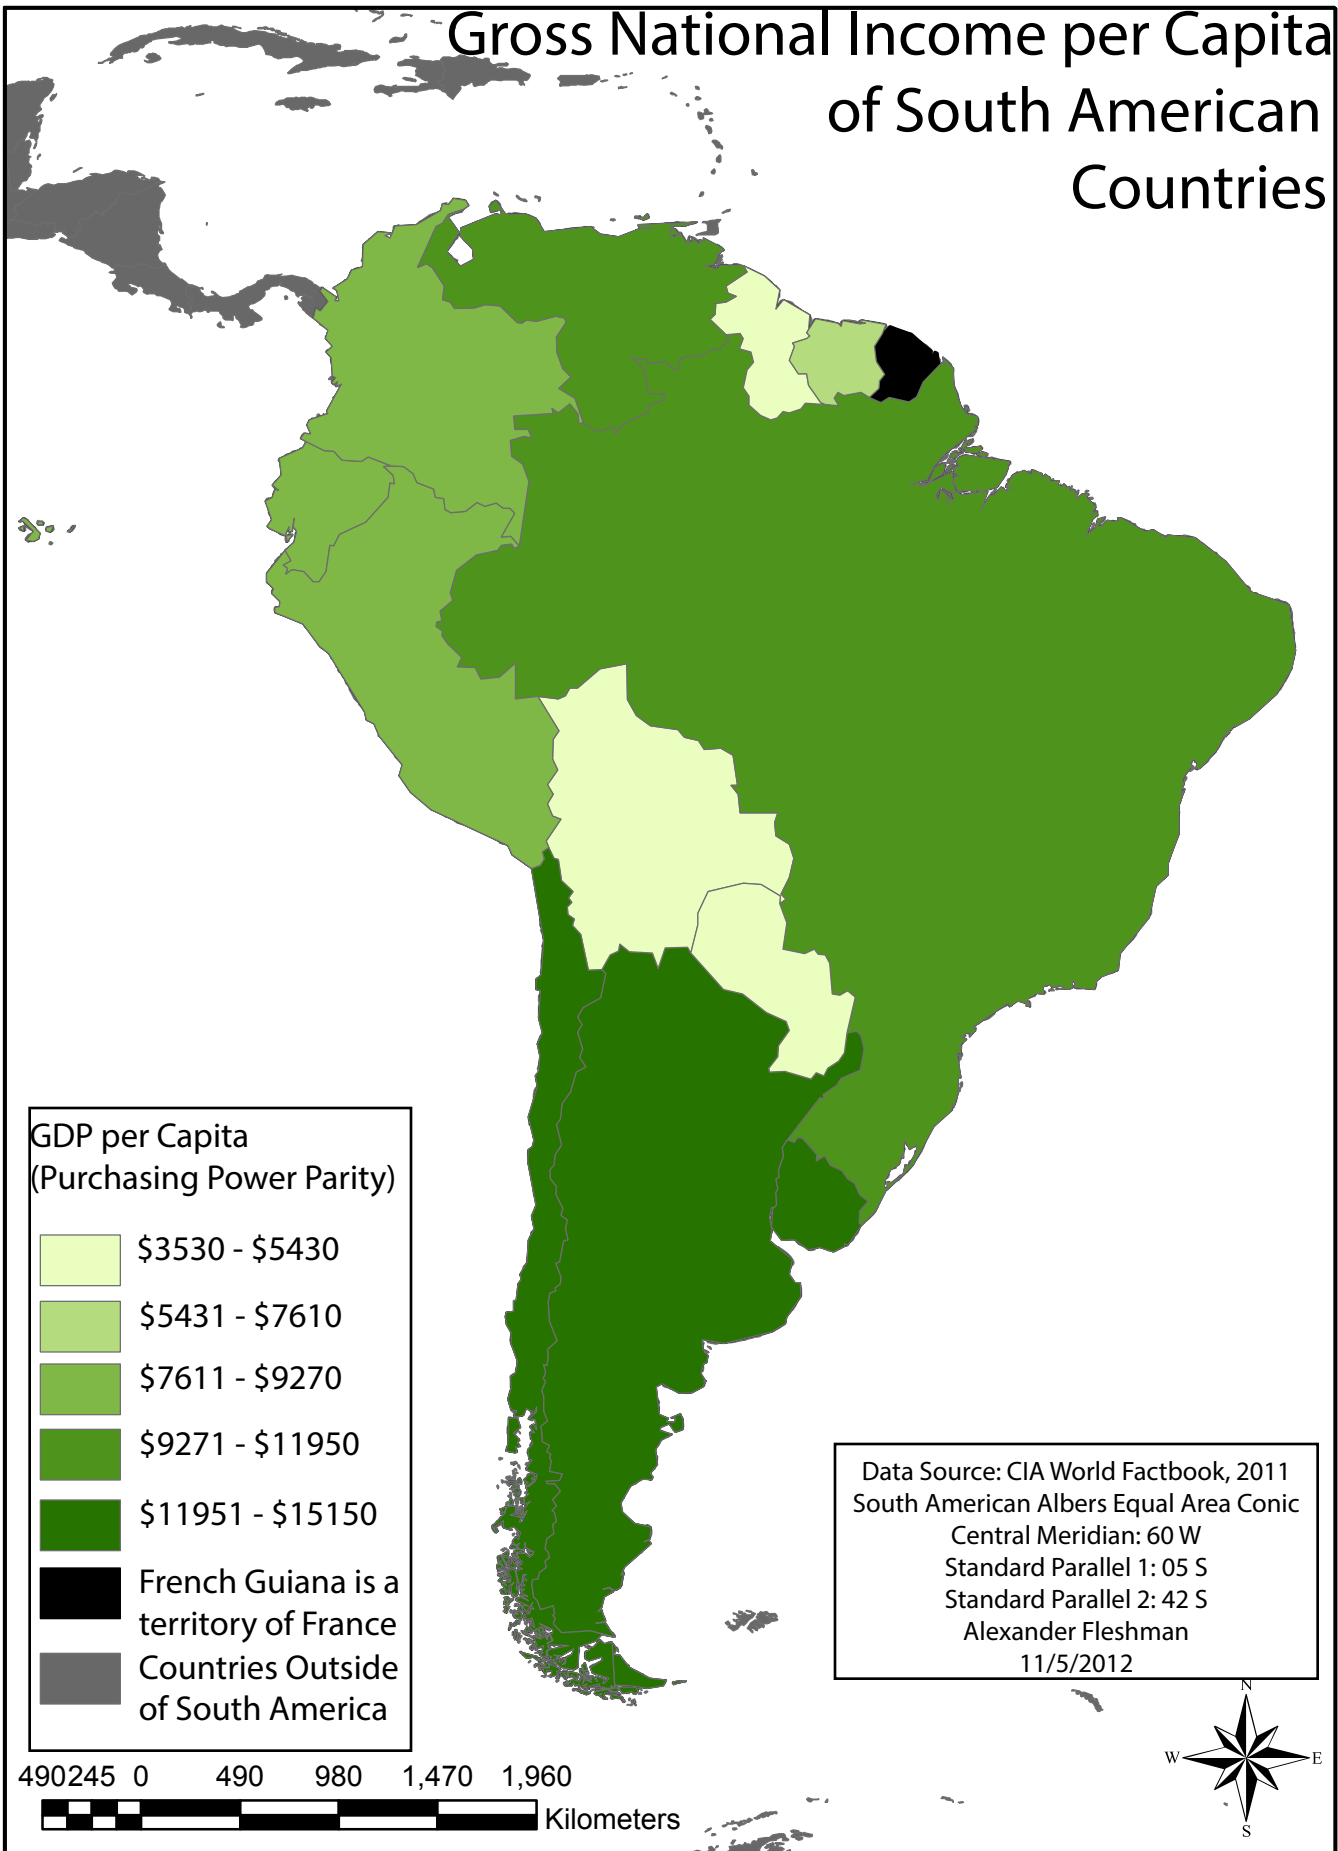 Gross National Income per Capita
of South American
Countries
GDP per Capita
(Purchasing Power Parity)
$3530 - $5430
$5431 - $7610
$7611 - $9270
$9271 - $11950
$11951 - $15150
French Guiana is a
territory of France
Countries Outside
of South America
490 245 0 490 980 1,470 1,960
Kilometers
Data Source: CIA World Factbook, 2011
South American Albers Equal Area Conic
Central Meridian: 60 W
Standard Parallel 1: 05 S
Standard Parallel 2: 42 S
Alexander Fleshman
11/5/2012
N
W E
S